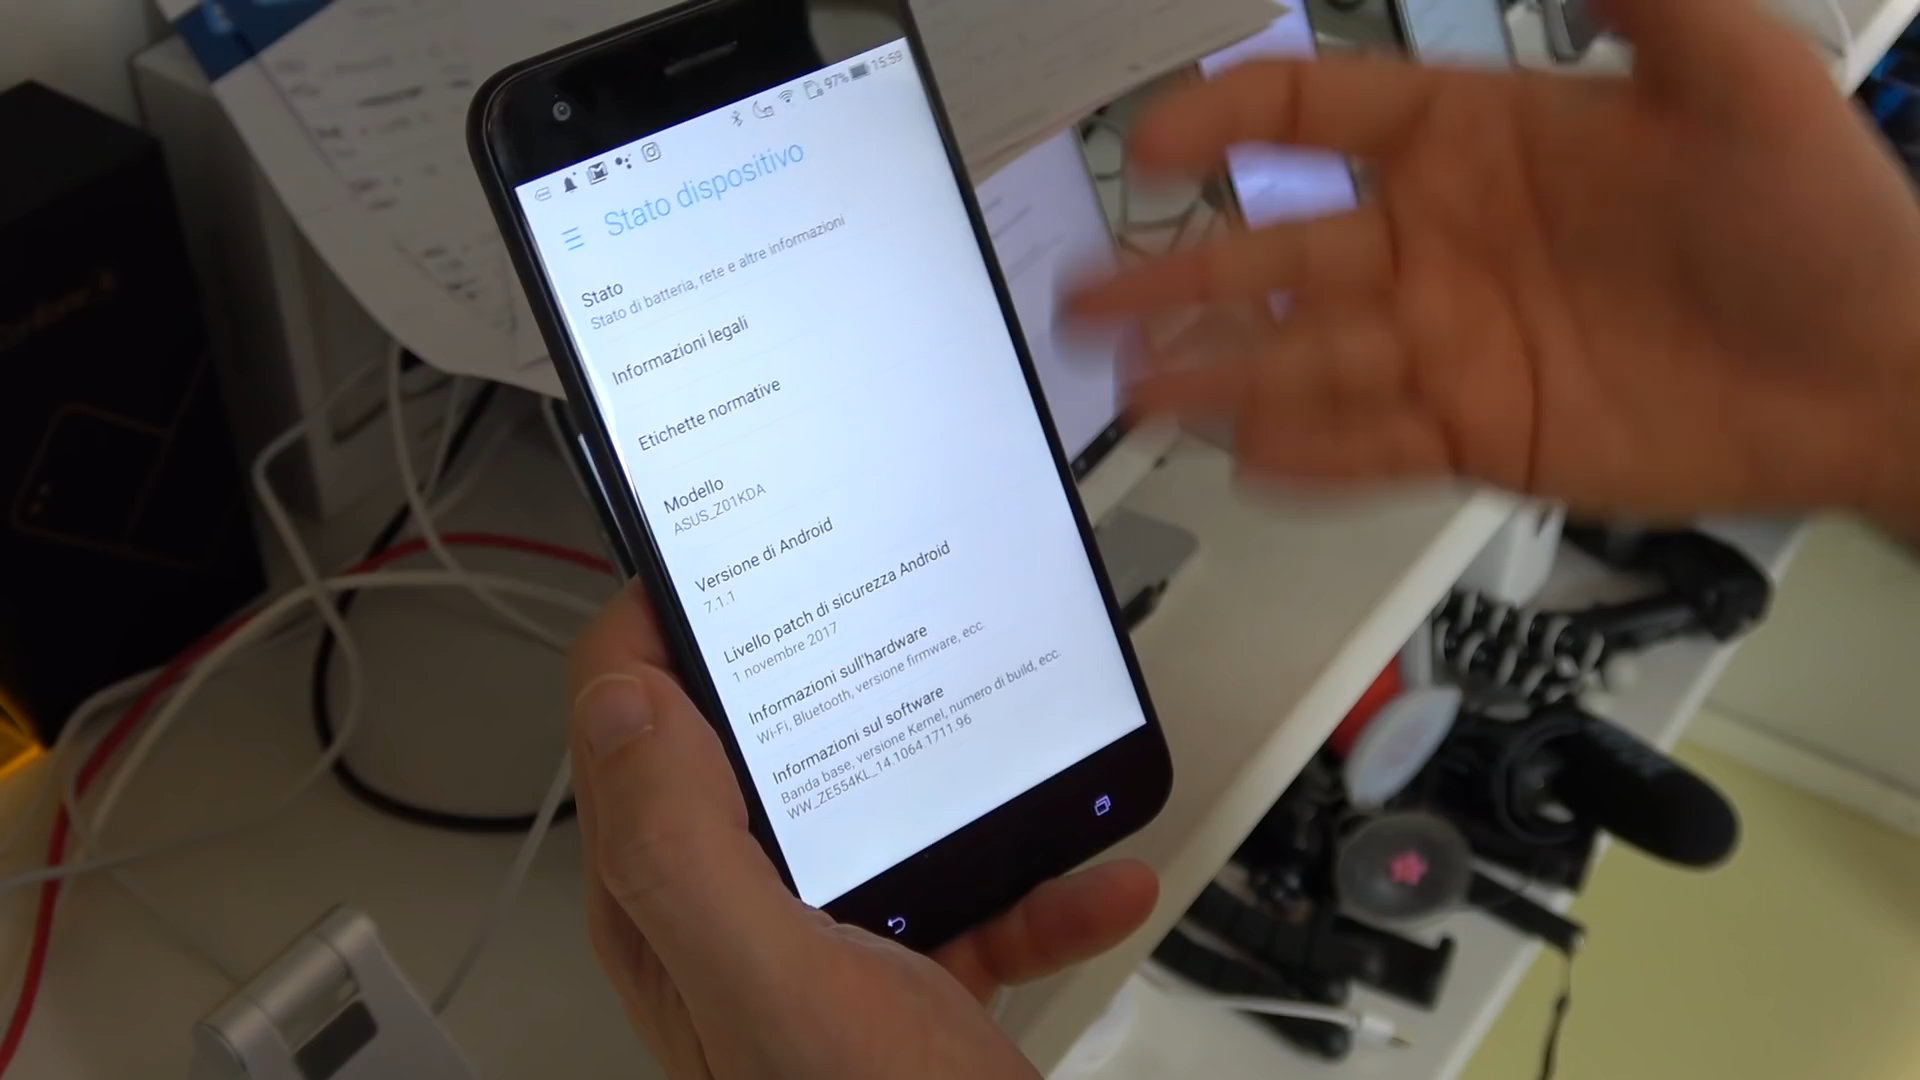 97% 15:59
Stato dispositivo
Stato
Stato di batteria, rete e altre informazioni
Informazioni legali
Etichette normative
Modello
ASUS_Z01KDA
Versione di Android
7.1.1
Livello patch di sicurezza Android
1 novembre 2017
Informazioni sull'hardware
Wi-Fi, Bluetooth, versione firmware, ecc.
Informazioni sul software
Banda base, versione Kernel, numero di build, ecc.
WW_ZE554KL_14.1064.1711.96